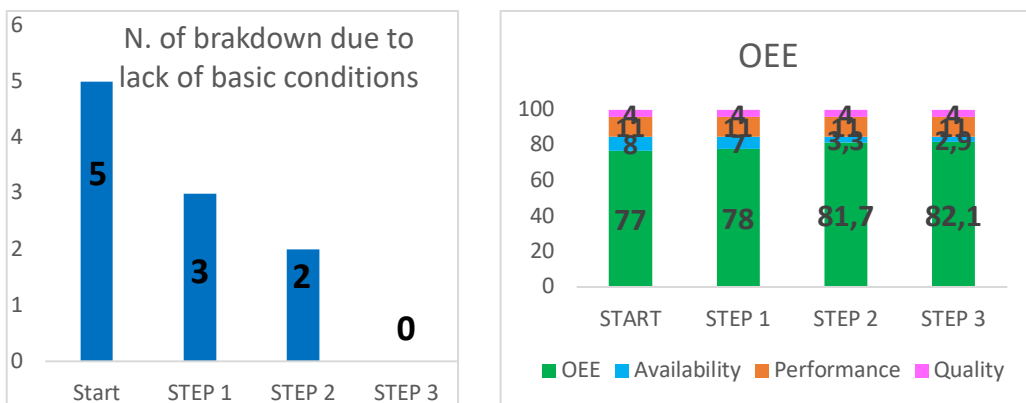 N. of brakdown due to
lack of basic conditions
6
5
4
3
2
1
0
5
3
2
0
Start STEP 1 STEP 2 STEP 3
OEE
100
80
60
40
20
0
4 4 4 4
11 11 11 11
8 7 3,3 2,9
77 78 81,7 82,1
START STEP 1 STEP 2 STEP 3
OEE Availability Performance Quality